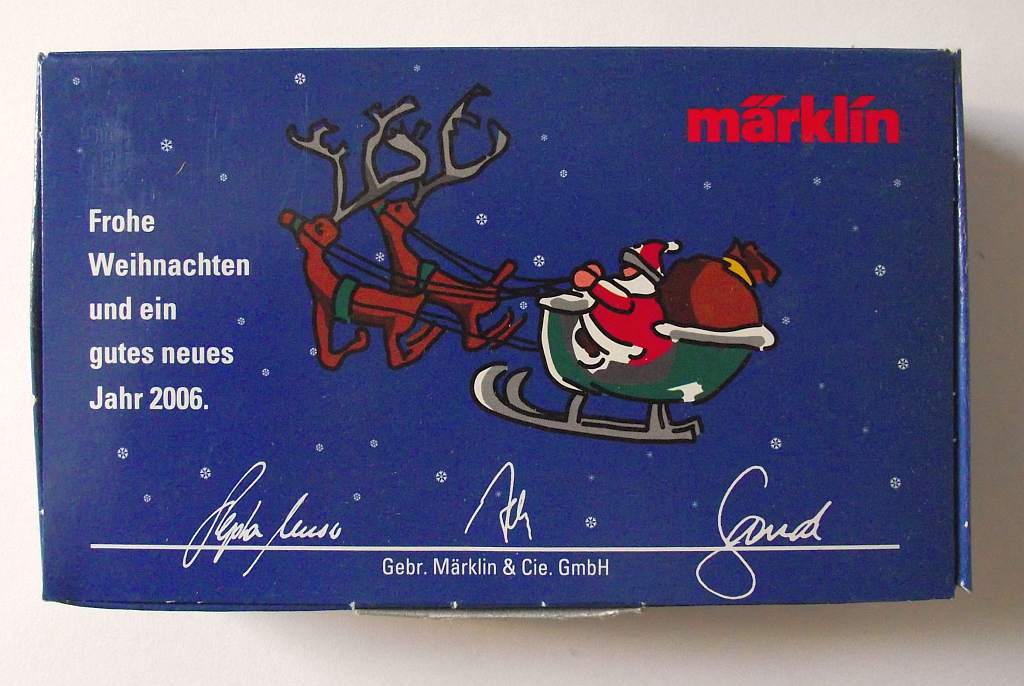 märklin
Frohe
Weihnachten
und ein
gutes neues
Jahr 2006.
Gebr. Märklin & Cie. GmbH